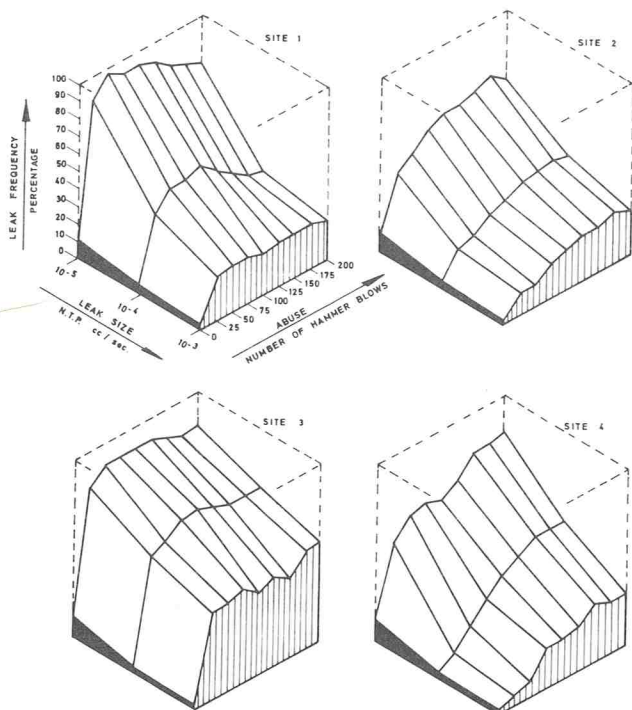 SITE 1
SITE 2
LEAK FREQUENCY
PERCENTAGE
100
90
80
70
60
50
40
30
20
10
0
10-5
10-4
10-3
LEAK SIZE
N.T.P. cc/sec.
0
25
50
75
100
125
150
175
200
ABUSE
NUMBER OF HAMMER BLOWS
SITE 3
SITE 4